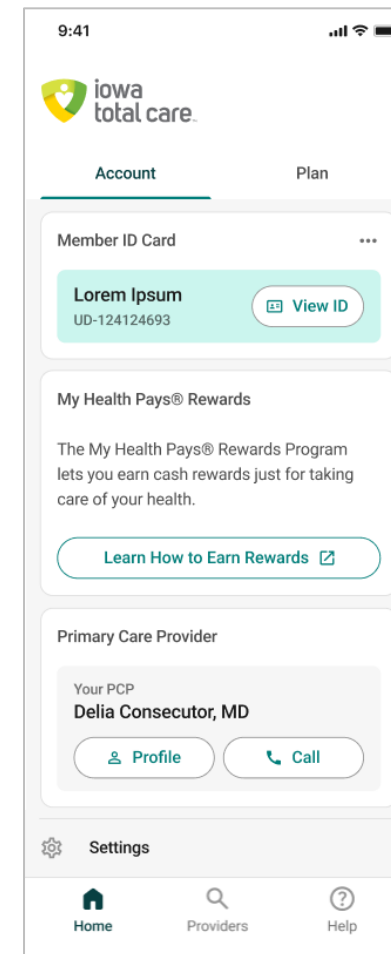 9:41
iowa
total care
Account Plan
Member ID Card
Lorem Ipsum
UD-124124693
View ID
My Health Pays® Rewards
The My Health Pays® Rewards Program
lets you earn cash rewards just for taking
care of your health.
Learn How to Earn Rewards
Primary Care Provider
Your PCP
Delia Consecutor, MD
Profile Call
Settings
Home Providers Help